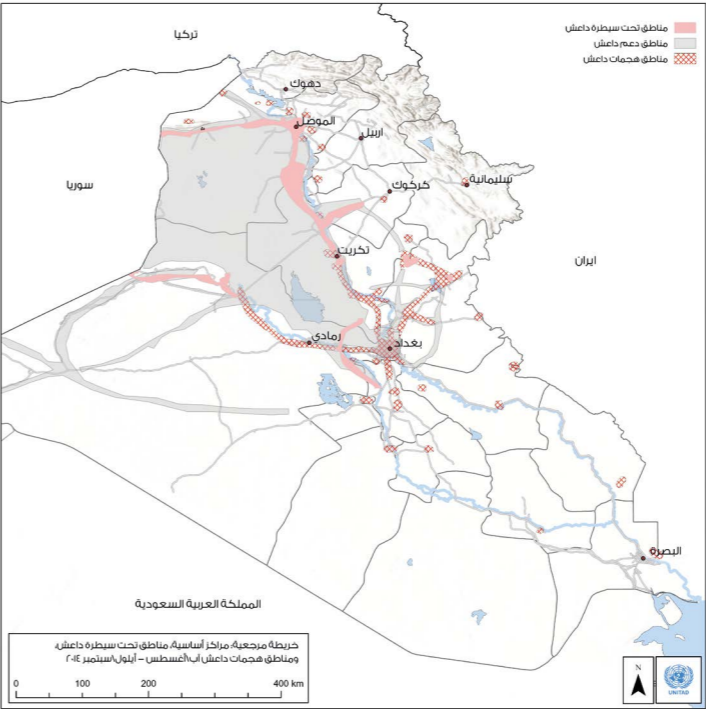 تركيا
مناطق تحت سيطرة داعش
مناطق دعم داعش
مناطق هجمات داعش
دهوك
الموصل
اربيل
سوريا
كركوك
سليمانية
تكريت
ايران
رمادي
بغداد
البصرة
المملكة العربية السعودية
خريطة مرجعية: مراكز أساسية، مناطق تحت سيطرة داعش،
ومناطق هجمات داعش آب\أغسطس - أيلول\سبتمبر ٢٠١٤
0 100 200 400 km
N
UNITAD